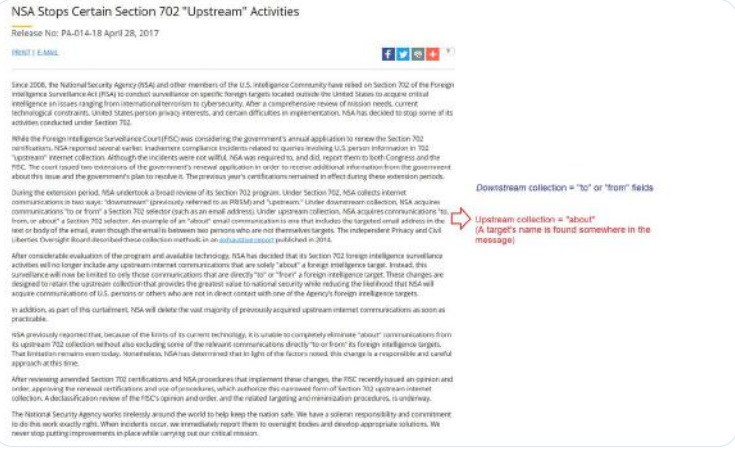 NSA Stops Certain Section 702 "Upstream" Activities
Release No: PA-014-18 April 28, 2017
PRINT | E-MAIL
Since 2008, the National Security Agency (NSA) and other members of the U.S. Intelligence Community have relied on Section 702 of the Foreign
Intelligence Surveillance Act (FISA) to conduct surveillance on specific foreign targets located outside the United States to acquire critical
intelligence on issues ranging from international terrorism to cybersecurity. After a comprehensive review of mission needs, current
technological constraints, United States person privacy interests, and certain difficulties in implementation, NSA has decided to stop some of its
activities conducted under Section 702.
While the Foreign Intelligence Surveillance Court (FISC) was considering the government's annual application to renew the Section 702
certifications, NSA reported several earlier, inadvertent compliance incidents related to queries involving U.S. person information in 702
"upstream" internet collection. Although the incidents were not willful, NSA was required to, and did, report them to both Congress and the
FISC. The court issued two extensions of the government's renewal application in order to receive additional information from the government
about this issue and the government's plan to resolve it. The previous year's certifications remained in effect during these extension periods.
During the extension period, NSA undertook a broad review of its Section 702 program. Under Section 702, NSA collects internet
communications in two ways: "downstream" (previously referred to as PRISM) and "upstream." Under downstream collection, NSA acquires
communications "to or from" a Section 702 selector (such as an email address). Under upstream collection, NSA acquires communications "to,
from, or about" a Section 702 selector. An example of an "about" email communication is one that includes the targeted email address in the
text or body of the email, even though the email is between two persons who are not themselves targets. The independent Privacy and Civil
Liberties Oversight Board described these collection methods in an exhaustive report published in 2014.
After considerable evaluation of the program and available technology, NSA has decided that its Section 702 foreign intelligence surveillance
activities will no longer include any upstream internet communications that are solely "about" a foreign intelligence target. Instead, this
surveillance will now be limited to only those communications that are directly "to" or "from" a foreign intelligence target. These changes are
designed to retain the upstream collection that provides the greatest value to national security while reducing the likelihood that NSA will
acquire communications of U.S. persons or others who are not in direct contact with one of the Agency's foreign intelligence targets.
In addition, as part of this curtailment, NSA will delete the vast majority of previously acquired upstream internet communications as soon as
practicable.
NSA previously reported that, because of the limits of its current technology, it is unable to completely eliminate "about" communications from
its upstream 702 collection without also excluding some of the relevant communications directly "to or from" its foreign intelligence targets.
That limitation remains even today. Nonetheless, NSA has determined that in light of the factors noted, this change is a responsible and careful
approach at this time.
After reviewing amended Section 702 certifications and NSA procedures that implement these changes, the FISC recently issued an opinion and
order, approving the renewal certifications and use of procedures, which authorize this narrowed form of Section 702 upstream internet
collection. A declassification review of the FISC's opinion and order, and the related targeting and minimization procedures, is underway.
The National Security Agency works tirelessly around the world to help keep the nation safe. We have a solemn responsibility and commitment
to do this work exactly right. When incidents occur, we immediately report them to oversight bodies and develop appropriate solutions. We
never stop putting improvements in place while carrying out our critical mission.
Downstream collection = "to" or "from" fields
Upstream collection = "about"
(A target's name is found somewhere in the
message)